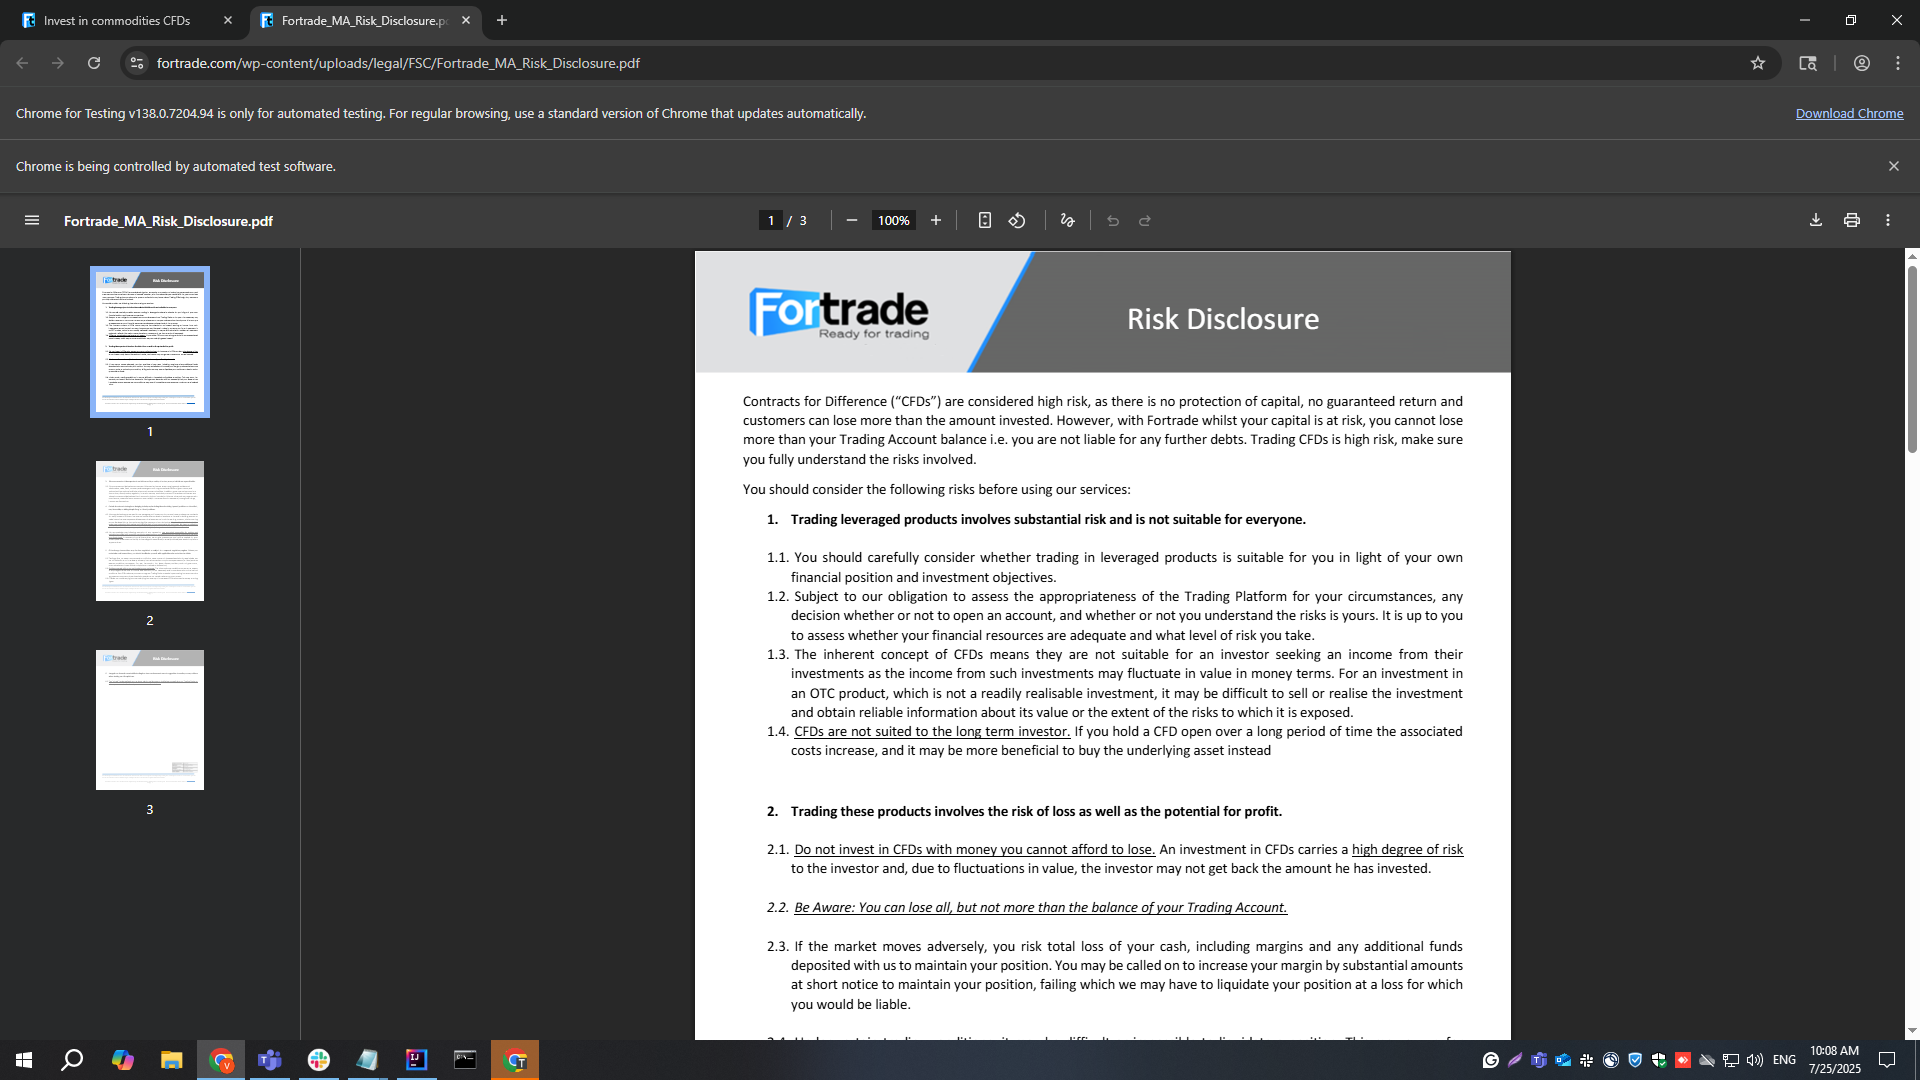 Invest in commodities CFDs
Fortrade_MA_Risk_Disclosure.p
fortrade.com/wp-content/uploads/legal/FSC/Fortrade_MA_Risk_Disclosure.pdf
Chrome for Testing v138.0.7204.94 is only for automated testing. For regular browsing, use a standard version of Chrome that updates automatically.
Download Chrome
Chrome is being controlled by automated test software.
Fortrade_MA_Risk_Disclosure.pdf
1 / 3
100%
1
2
3
Fortrade
Ready for trading
Risk Disclosure
Contracts for Difference (“CFDs”) are considered high risk, as there is no protection of capital, no guaranteed return and
customers can lose more than the amount invested. However, with Fortrade whilst your capital is at risk, you cannot lose
more than your Trading Account balance i.e. you are not liable for any further debts. Trading CFDs is high risk, make sure
you fully understand the risks involved.
You should consider the following risks before using our services:
1. Trading leveraged products involves substantial risk and is not suitable for everyone.
1.1. You should carefully consider whether trading in leveraged products is suitable for you in light of your own
financial position and investment objectives.
1.2. Subject to our obligation to assess the appropriateness of the Trading Platform for your circumstances, any
decision whether or not to open an account, and whether or not you understand the risks is yours. It is up to you
to assess whether your financial resources are adequate and what level of risk you take.
1.3. The inherent concept of CFDs means they are not suitable for an investor seeking an income from their
investments as the income from such investments may fluctuate in value in money terms. For an investment in
an OTC product, which is not a readily realisable investment, it may be difficult to sell or realise the investment
and obtain reliable information about its value or the extent of the risks to which it is exposed.
1.4. CFDs are not suited to the long term investor. If you hold a CFD open over a long period of time the associated
costs increase, and it may be more beneficial to buy the underlying asset instead
2. Trading these products involves the risk of loss as well as the potential for profit.
2.1. Do not invest in CFDs with money you cannot afford to lose. An investment in CFDs carries a high degree of risk
to the investor and, due to fluctuations in value, the investor may not get back the amount he has invested.
2.2. Be Aware: You can lose all, but not more than the balance of your Trading Account.
2.3. If the market moves adversely, you risk total loss of your cash, including margins and any additional funds
deposited with us to maintain your position. You may be called on to increase your margin by substantial amounts
at short notice to maintain your position, failing which we may have to liquidate your position at a loss for which
you would be liable.
ENG
10:08 AM
7/25/2025